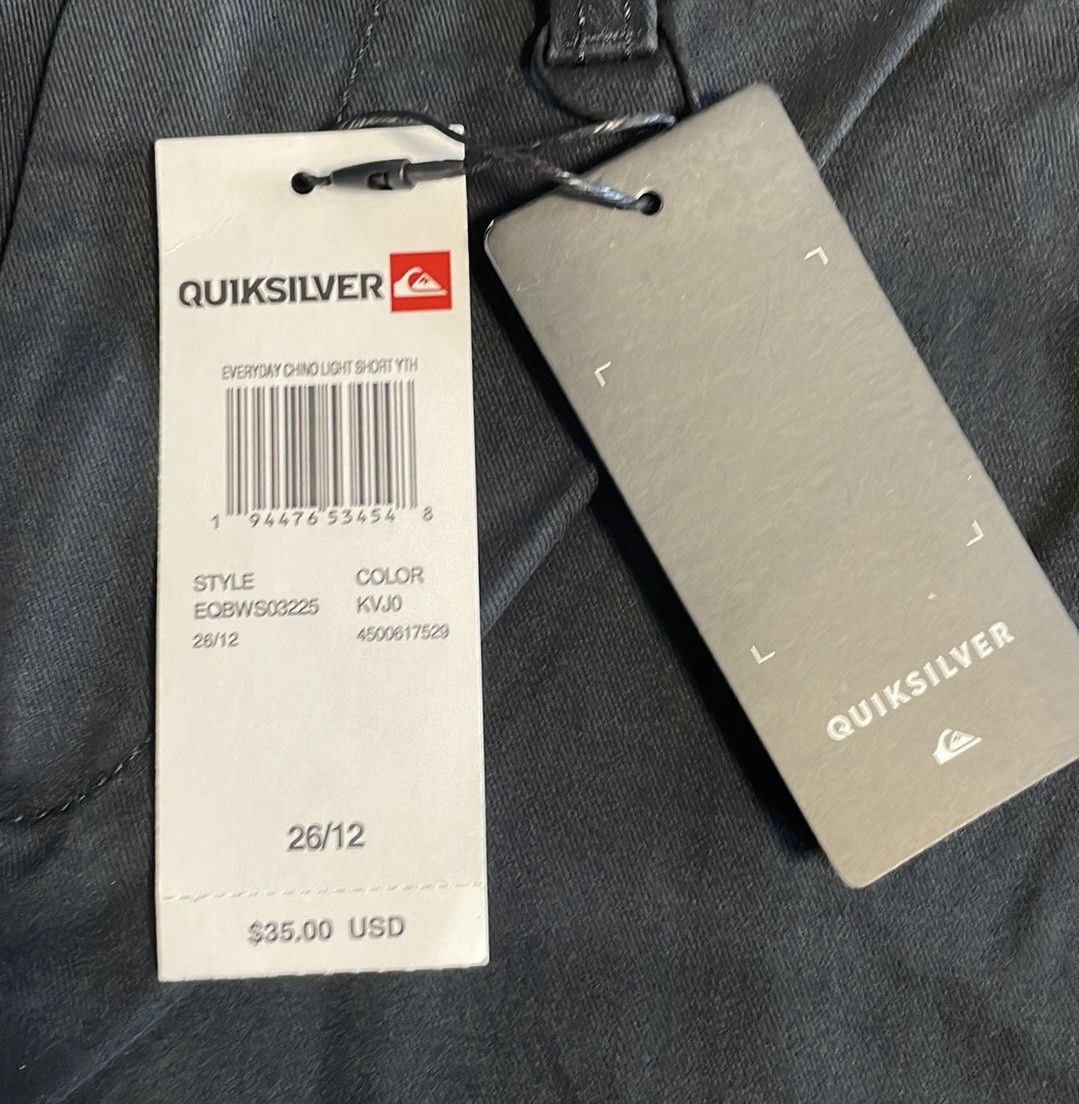 QUIKSILVER
EVERYDAY CHINO LIGHT SHORT YTH
1 94476 53454 8
STYLE COLOR
EQBWS03225 KVJ0
26/12 4500617529
26/12
$35.00 USD
QUIKSILVER